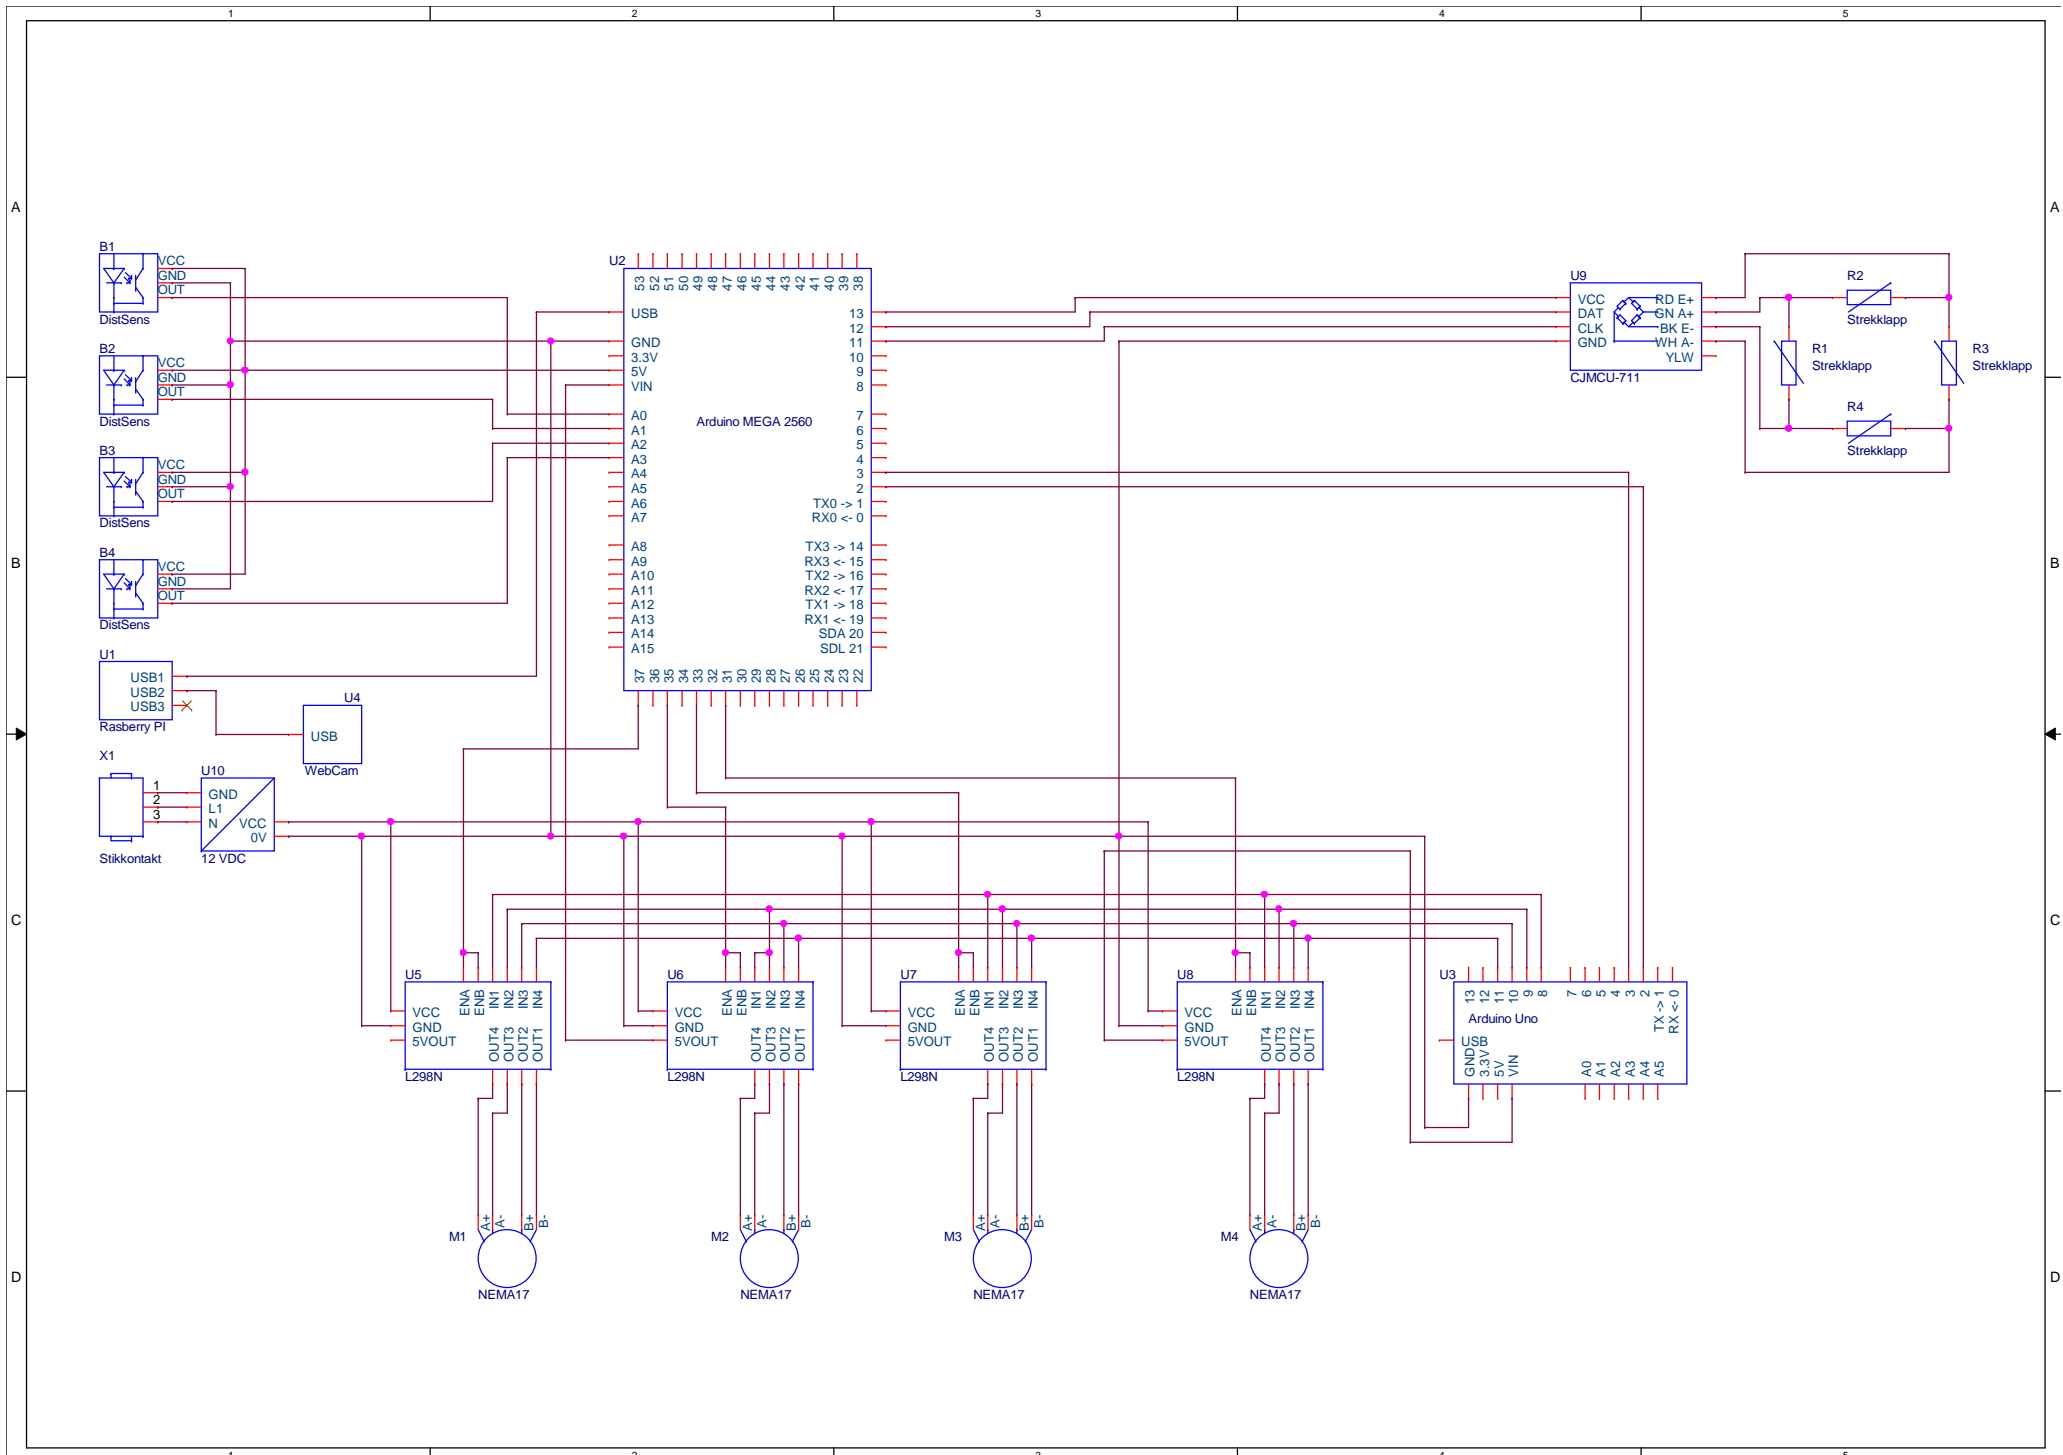 1 2 3 4 5
A A
B B
C C
D D
B1
VCC
GND
OUT
DistSens
B2
VCC
GND
OUT
DistSens
B3
VCC
GND
OUT
DistSens
B4
VCC
GND
OUT
DistSens
U1
USB1
USB2
USB3
Rasberry PI
U4
USB
WebCam
X1
1
2
3
Stikkontakt
U10
GND
L1
N VCC
0V
12 VDC
U2
53 52 51 50 49 48 47 46 45 44 43 42 41 40 39 38
USB
GND
3.3V
5V
VIN
A0
A1
A2
A3
A4
A5
A6
A7
A8
A9
A10
A11
A12
A13
A14
A15
Arduino MEGA 2560
13
12
11
10
9
8
7
6
5
4
3
2
TX0 -> 1
RX0 <- 0
TX3 -> 14
RX3 <- 15
TX2 -> 16
RX2 <- 17
TX1 -> 18
RX1 <- 19
SDA 20
SDL 21
37 36 35 34 33 32 31 30 29 28 27 26 25 24 23 22
U9
VCC
DAT
CLK
GND
RD E+
GN A+
BK E-
WH A-
YLW
CJMCU-711
R2
Strekklapp
R1
Strekklapp
R3
Strekklapp
R4
Strekklapp
U5
ENA ENB IN1 IN2 IN3 IN4
VCC
GND
5VOUT
OUT4 OUT3 OUT2 OUT1
L298N
U6
ENA ENB IN1 IN2 IN3 IN4
VCC
GND
5VOUT
OUT4 OUT3 OUT2 OUT1
L298N
U7
ENA ENB IN1 IN2 IN3 IN4
VCC
GND
5VOUT
OUT4 OUT3 OUT2 OUT1
L298N
U8
ENA ENB IN1 IN2 IN3 IN4
VCC
GND
5VOUT
OUT4 OUT3 OUT2 OUT1
L298N
U3
13 12 11 10 9 8 7 6 5 4 3 2 TX -> 1 RX <- 0
Arduino Uno
USB
GND 3.3V 5V VIN A0 A1 A2 A3 A4 A5
M1
A+ A- B+ B-
NEMA17
M2
A+ A- B+ B-
NEMA17
M3
A+ A- B+ B-
NEMA17
M4
A+ A- B+ B-
NEMA17